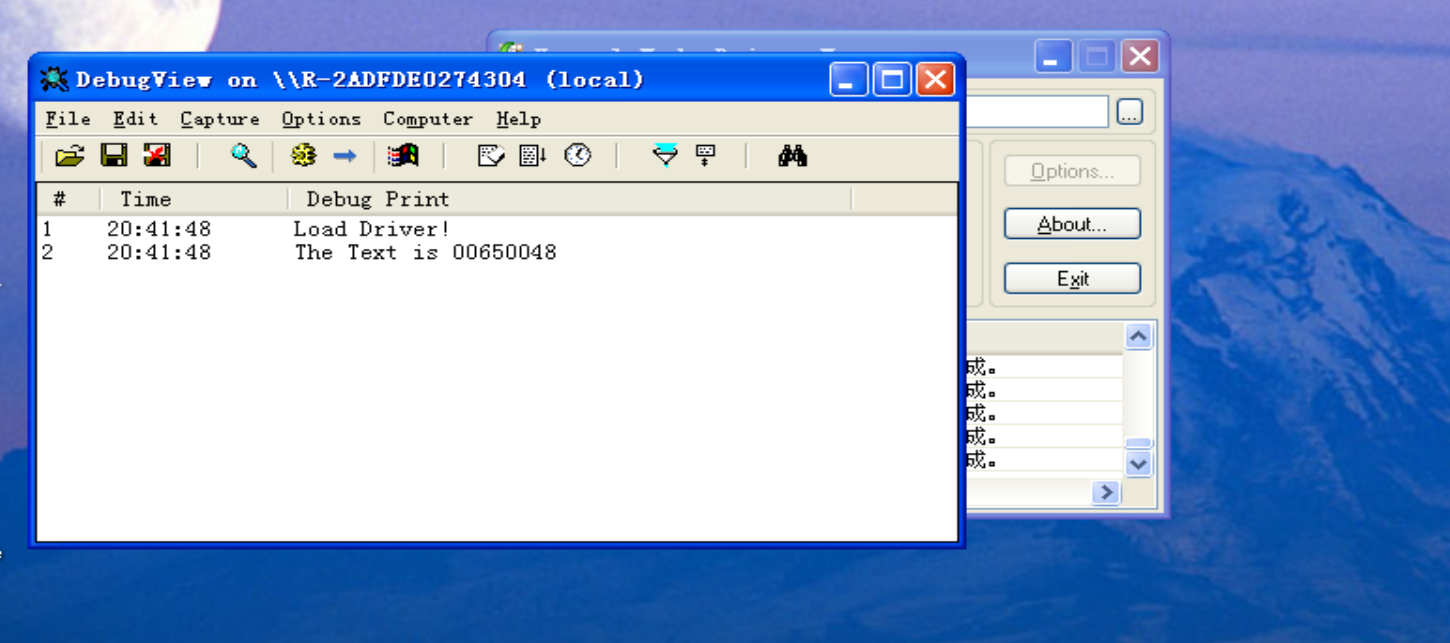 DebugView on \\R-2ADFDE0274304 (local)
File Edit Capture Options Computer Help
# Time Debug Print
1 20:41:48 Load Driver!
2 20:41:48 The Text is 00650048
...
Options...
About...
Exit
成。
成。
成。
成。
成。